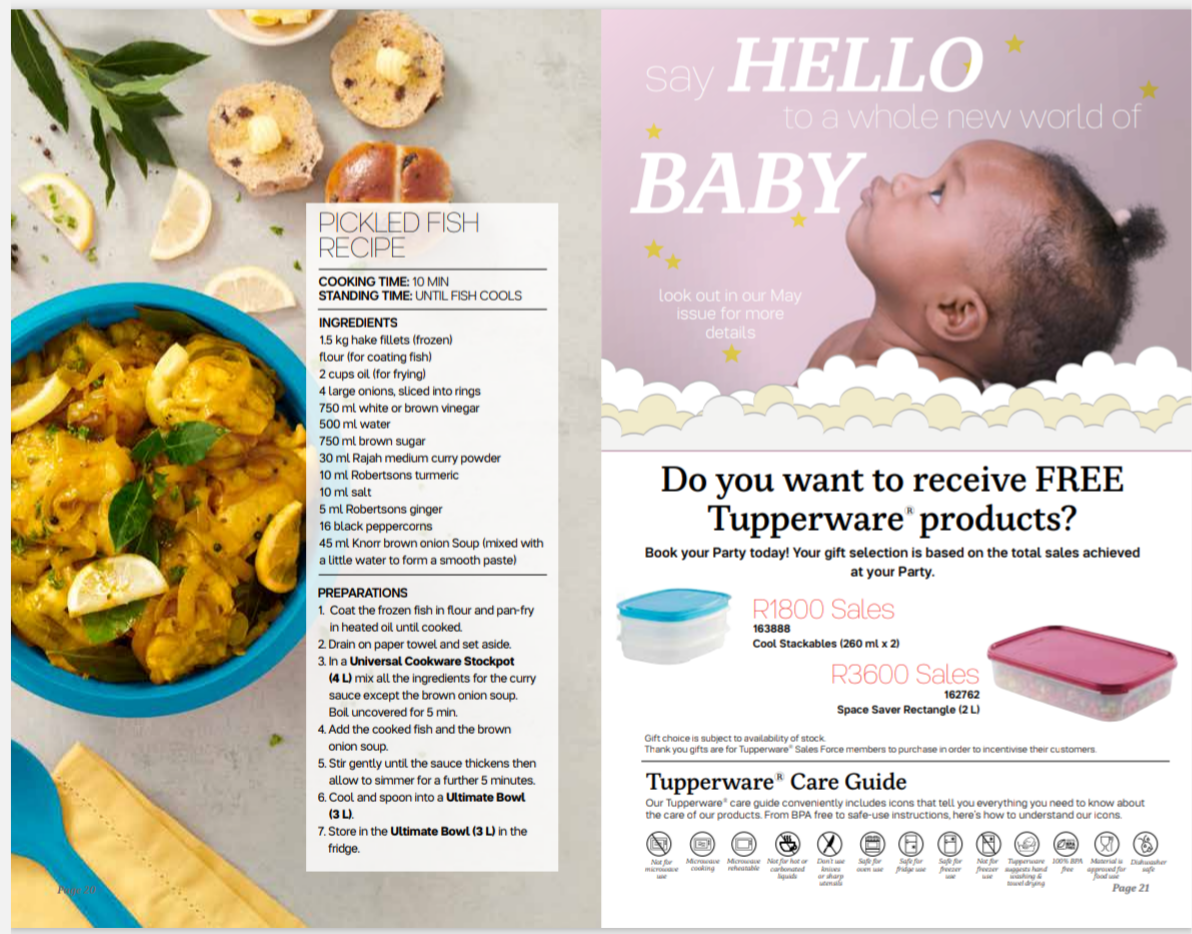 PICKLED FISH
RECIPE
COOKING TIME: 10 MIN
STANDING TIME: UNTIL FISH COOLS
INGREDIENTS
1.5 kg hake fillets (frozen)
flour (for coating fish)
2 cups oil (for frying)
4 large onions, sliced into rings
750 ml white or brown vinegar
500 ml water
750 ml brown sugar
30 ml Rajah medium curry powder
10 ml Robertsons turmeric
10 ml salt
5 ml Robertsons ginger
16 black peppercorns
45 ml Knorr brown onion Soup (mixed with
a little water to form a smooth paste)
PREPARATIONS
1. Coat the frozen fish in flour and pan-fry
in heated oil until cooked.
2. Drain on paper towel and set aside.
3. In a Universal Cookware Stockpot
(4 L) mix all the ingredients for the curry
sauce except the brown onion soup.
Boil uncovered for 5 min.
4. Add the cooked fish and the brown
onion soup.
5. Stir gently until the sauce thickens then
allow to simmer for a further 5 minutes.
6. Cool and spoon into a Ultimate Bowl
(3 L).
7. Store in the Ultimate Bowl (3 L) in the
fridge.
Page 20
say HELLO
to a whole new world of
BABY
look out in our May
issue for more
details
Do you want to receive FREE
Tupperware® products?
Book your Party today! Your gift selection is based on the total sales achieved
at your Party.
R1800 Sales
163888
Cool Stackables (260 ml x 2)
R3600 Sales
162762
Space Saver Rectangle (2 L)
Gift choice is subject to availability of stock.
Thank you gifts are for Tupperware® Sales Force members to purchase in order to incentivise their customers.
Tupperware® Care Guide
Our Tupperware® care guide conveniently includes icons that tell you everything you need to know about
the care of our products. From BPA free to safe-use instructions, here's how to understand our icons.
Not for
microwave
use
Microwave
cooking
Microwave
reheatable
Not for hot or
carbonated
liquids
Don't use
knives
or sharp
utensils
Safe for
oven use
Safe for
fridge use
Safe for
freezer
use
Not for
freezer
use
Tupperware
suggests hand
washing &
towel drying
100% BPA
free
Material is
approved for
food use
Dishwasher
safe
Page 21